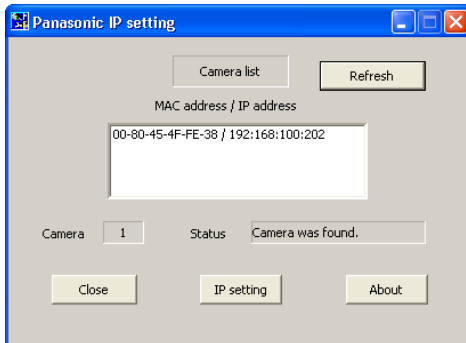 Panasonic IP setting
Camera list
Refresh
MAC address / IP address
00-80-45-4F-FE-38 / 192:168:100:202
Camera 1 Status Camera was found.
Close IP setting About